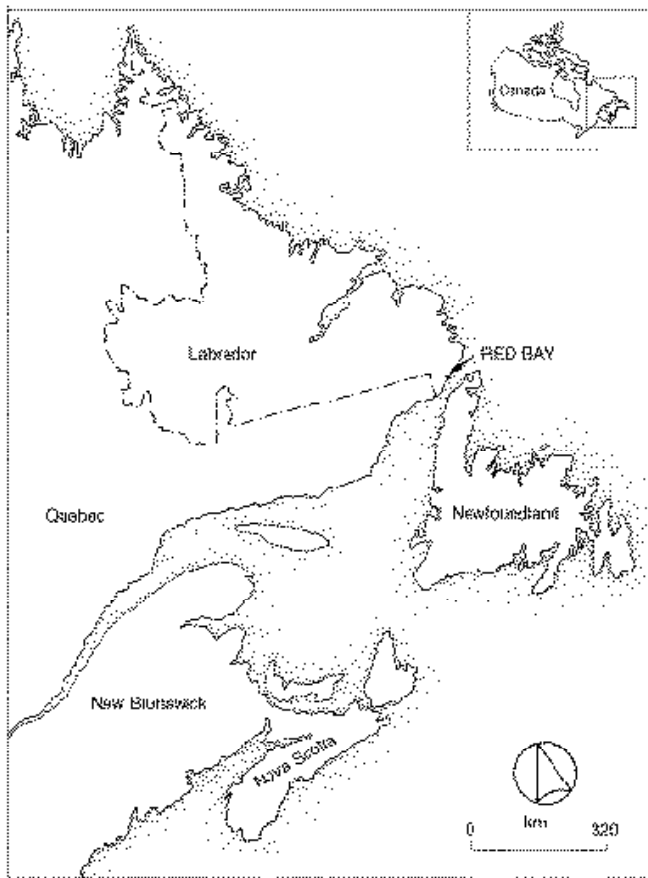 Canada
Labrador
RED BAY
Quebec
Newfoundland
New Brunswick
Nova Scotia
km
0 320